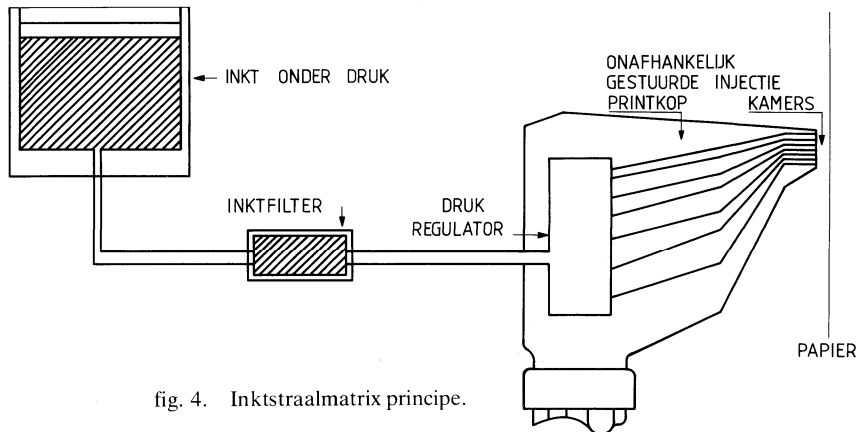 INKT ONDER DRUK
ONAFHANKELIJK
GESTUURDE INJECTIE
PRINTKOP KAMERS
INKTFILTER
DRUK
REGULATOR
PAPIER
fig. 4. Inktstraalmatrix principe.